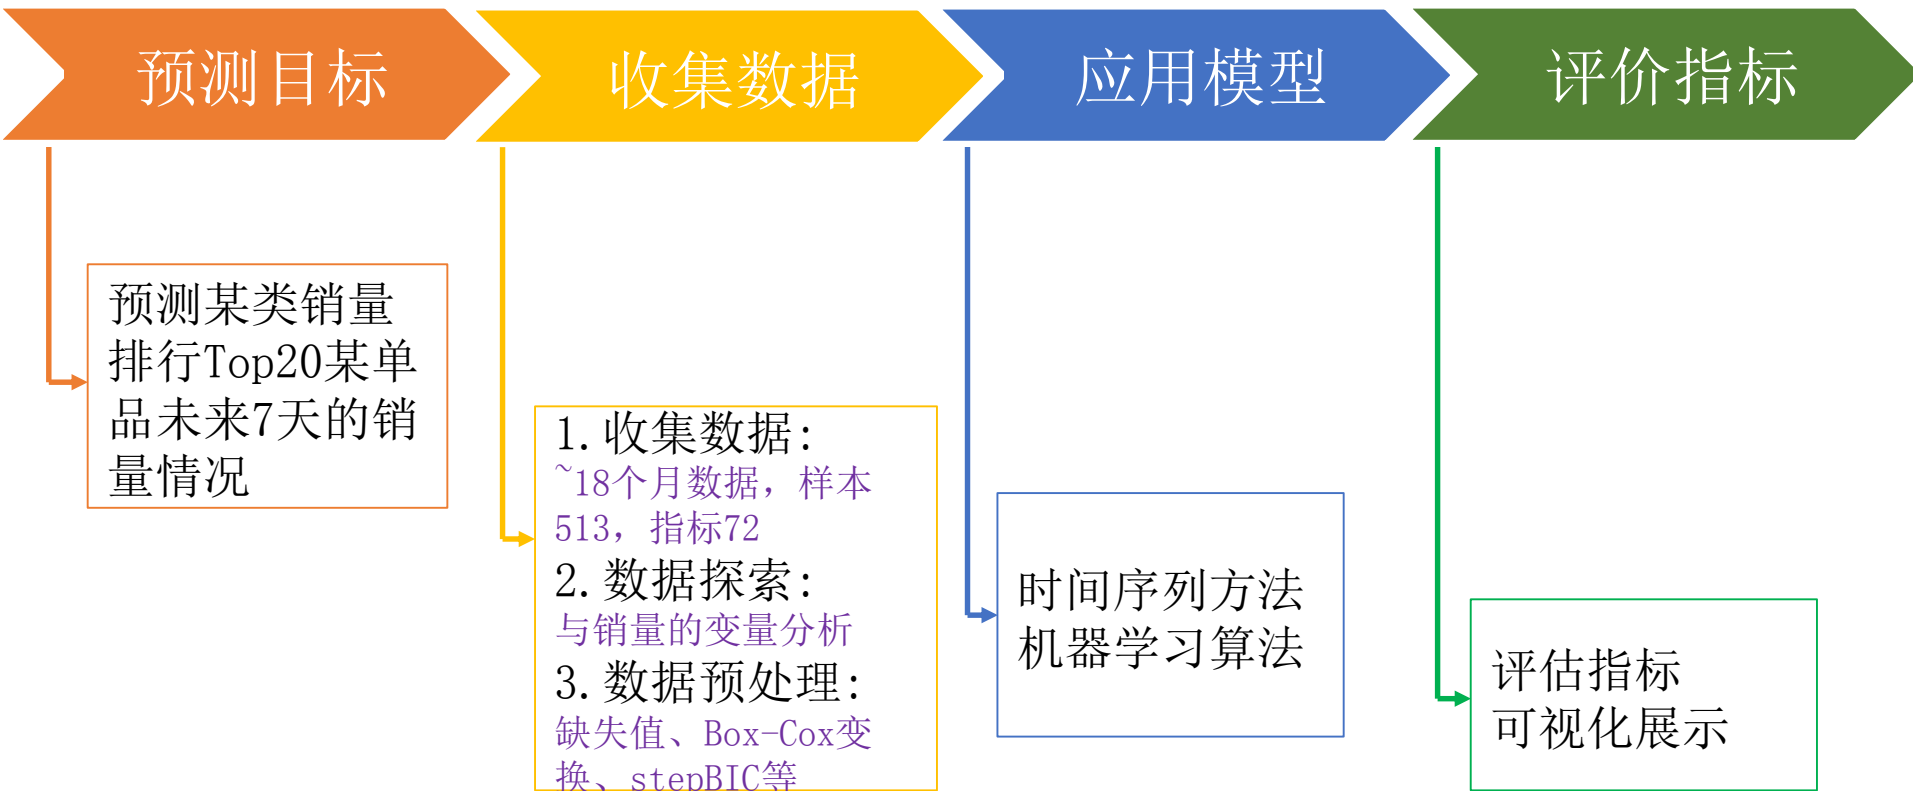 预测目标
收集数据
应用模型
评价指标
预测某类销量
排行Top20某单
品未来7天的销
量情况
1.收集数据:
~18个月数据，样本
513，指标72
2.数据探索:
与销量的变量分析
3.数据预处理:
缺失值、Box-Cox变
换、stepBIC等
时间序列方法
机器学习算法
评估指标
可视化展示